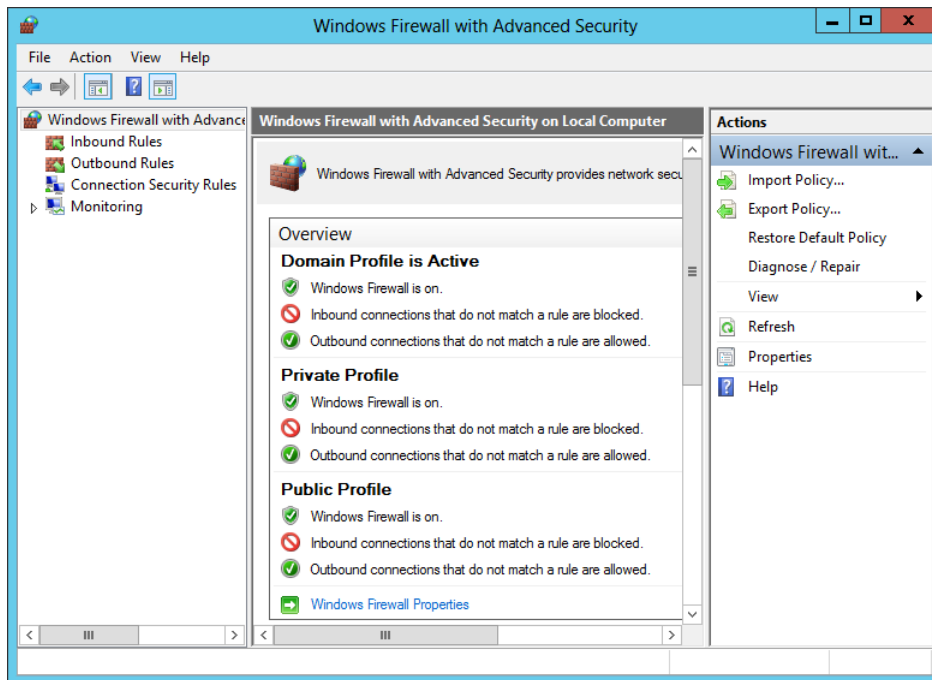 Windows Firewall with Advanced Security
File Action View Help
Windows Firewall with Advance
Inbound Rules
Outbound Rules
Connection Security Rules
Monitoring
Windows Firewall with Advanced Security on Local Computer
Windows Firewall with Advanced Security provides network secu
Overview
Domain Profile is Active
Windows Firewall is on.
Inbound connections that do not match a rule are blocked.
Outbound connections that do not match a rule are allowed.
Private Profile
Windows Firewall is on.
Inbound connections that do not match a rule are blocked.
Outbound connections that do not match a rule are allowed.
Public Profile
Windows Firewall is on.
Inbound connections that do not match a rule are blocked.
Outbound connections that do not match a rule are allowed.
Windows Firewall Properties
Actions
Windows Firewall wit...
Import Policy...
Export Policy...
Restore Default Policy
Diagnose / Repair
View
Refresh
Properties
Help